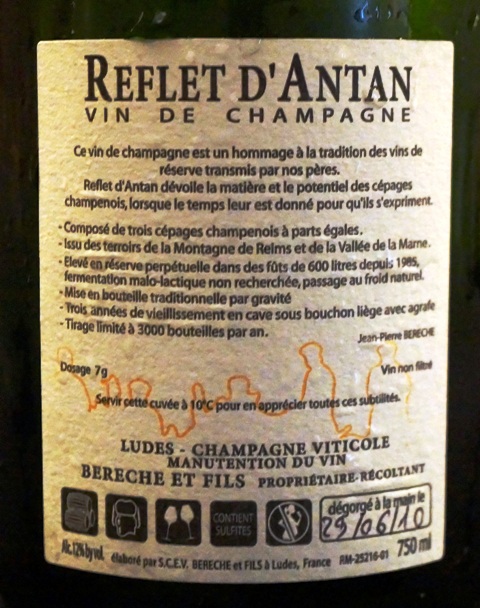 REFLET D'ANTAN
VIN DE CHAMPAGNE
Ce vin de champagne est un hommage à la tradition des vins de
réserve transmis par nos pères.
Reflet d'Antan dévoile la matière et le potentiel des cépages
champenois, lorsque le temps leur est donné pour qu'ils s'expriment.
- Composé de trois cépages champenois à parts égales.
- Issu des terroirs de la Montagne de Reims et de la Vallée de la Marne.
- Elevé en réserve perpétuelle dans des fûts de 600 litres depuis 1985,
fermentation malo-lactique non recherchée, passage au froid naturel.
- Mise en bouteille traditionnelle par gravité
- Trois années de vieillissement en cave sous bouchon liège avec agrafe
- Tirage limité à 3000 bouteilles par an.
Jean-Pierre BERECHE
Dosage 7g
Vin non filtré
Servir cette cuvée à 10°C pour en apprécier toutes ces subtilités.
LUDES - CHAMPAGNE VITICOLE
MANUTENTION DU VIN
BERECHE ET FILS PROPRIÉTAIRE-RÉCOLTANT
CONTIENT
SULFITES
dégorgé à la main le
29/06/10
Alc.12% by vol. élaboré par S.C.E.V. BERECHE et FILS à Ludes, France RM-25216-01 750 ml